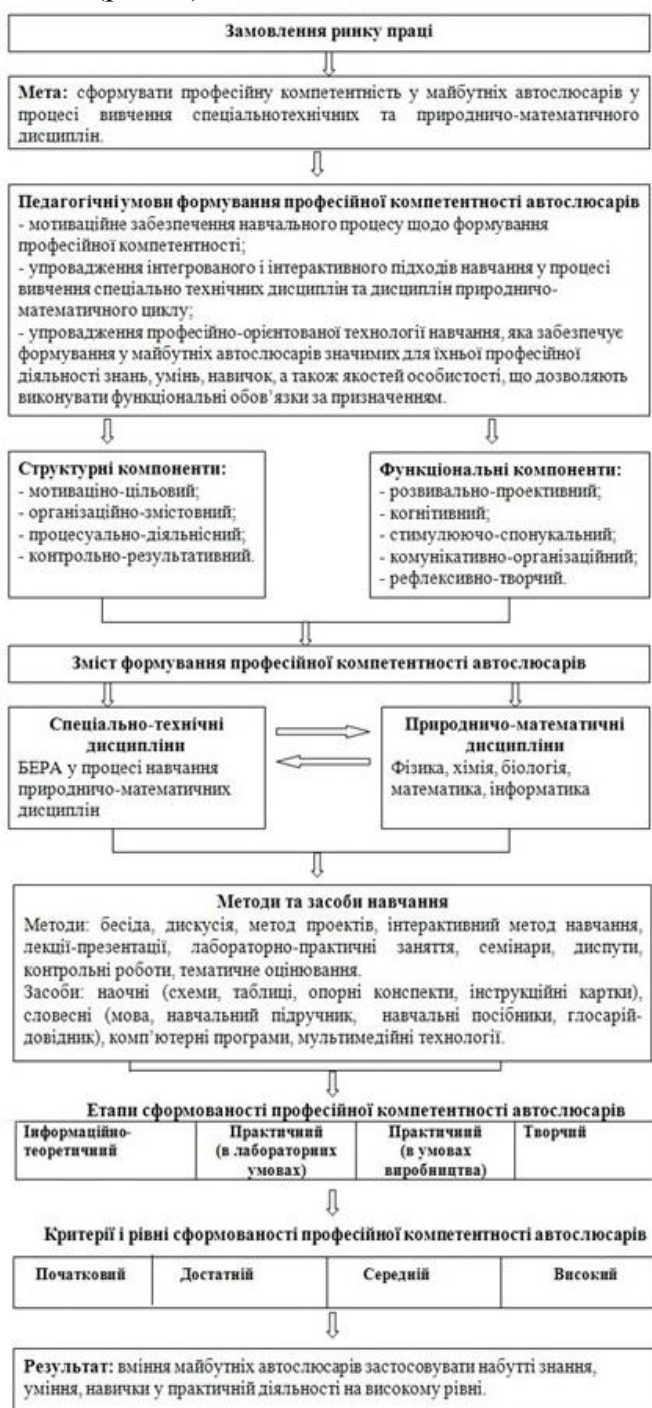 Замовлення ринку праці
Мета: сформувати професійну компетентність у майбутніх автослюсарів у
процесі вивчення спеціальнотехнічних та природничо-математичного
дисциплін.
Педагогічні умови формування професійної компетентності автослюсарів
- мотиваційне забезпечення навчального процесу щодо формування
професійної компетентності;
- упровадження інтегрованого і інтерактивного підходів навчання у процесі
вивчення спеціально технічних дисциплін та дисциплін природничо-
математичного циклу;
- упровадження професійно-орієнтованої технології навчання, яка забезпечує
формування у майбутніх автослюсарів значимих для їхньої професійної
діяльності знань, умінь, навичок, а також якостей особистості, що дозволяють
виконувати функціональні обов’язки за призначенням.
Структурні компоненти:
- мотиваціно-цільовий;
- організаційно-змістовний;
- процесуально-діяльнісний;
- контрольно-результативний.
Функціональні компоненти:
- розвивально-проективний;
- когнітивний;
- стимулюючо-спонукальний;
- комунікативно-організаційний;
- рефлексивно-творчий.
Зміст формування професійної компетентності автослюсарів
Спеціально-технічні
дисципліни
БЕРА у процесі навчання
природничо-математичних
дисциплін
Природничо-математичні
дисципліни
Фізика, хімія, біологія,
математика, інформатика
Методи та засоби навчання
Методи: бесіда, дискусія, метод проектів, інтерактивний метод навчання,
лекції-презентації, лабораторно-практичні заняття, семінари, диспути,
контрольні роботи, тематичне оцінювання.
Засоби: наочні (схеми, таблиці, опорні конспекти, інструкційні картки),
словесні (мова, навчальний підручник, навчальні посібники, глосарій-
довідник), комп’ютерні програми, мультимедійні технології.
Етапи сформованості професійної компетентності автослюсарів
Інформаційно-
теоретичний
Практичний
(в лабораторних
умовах)
Практичний
(в умовах
виробництва)
Творчий
Критерії і рівні сформованості професійної компетентності автослюсарів
Початковий
Достатній
Середній
Високий
Результат: вміння майбутніх автослюсарів застосовувати набутті знання,
уміння, навички у практичній діяльності на високому рівні.